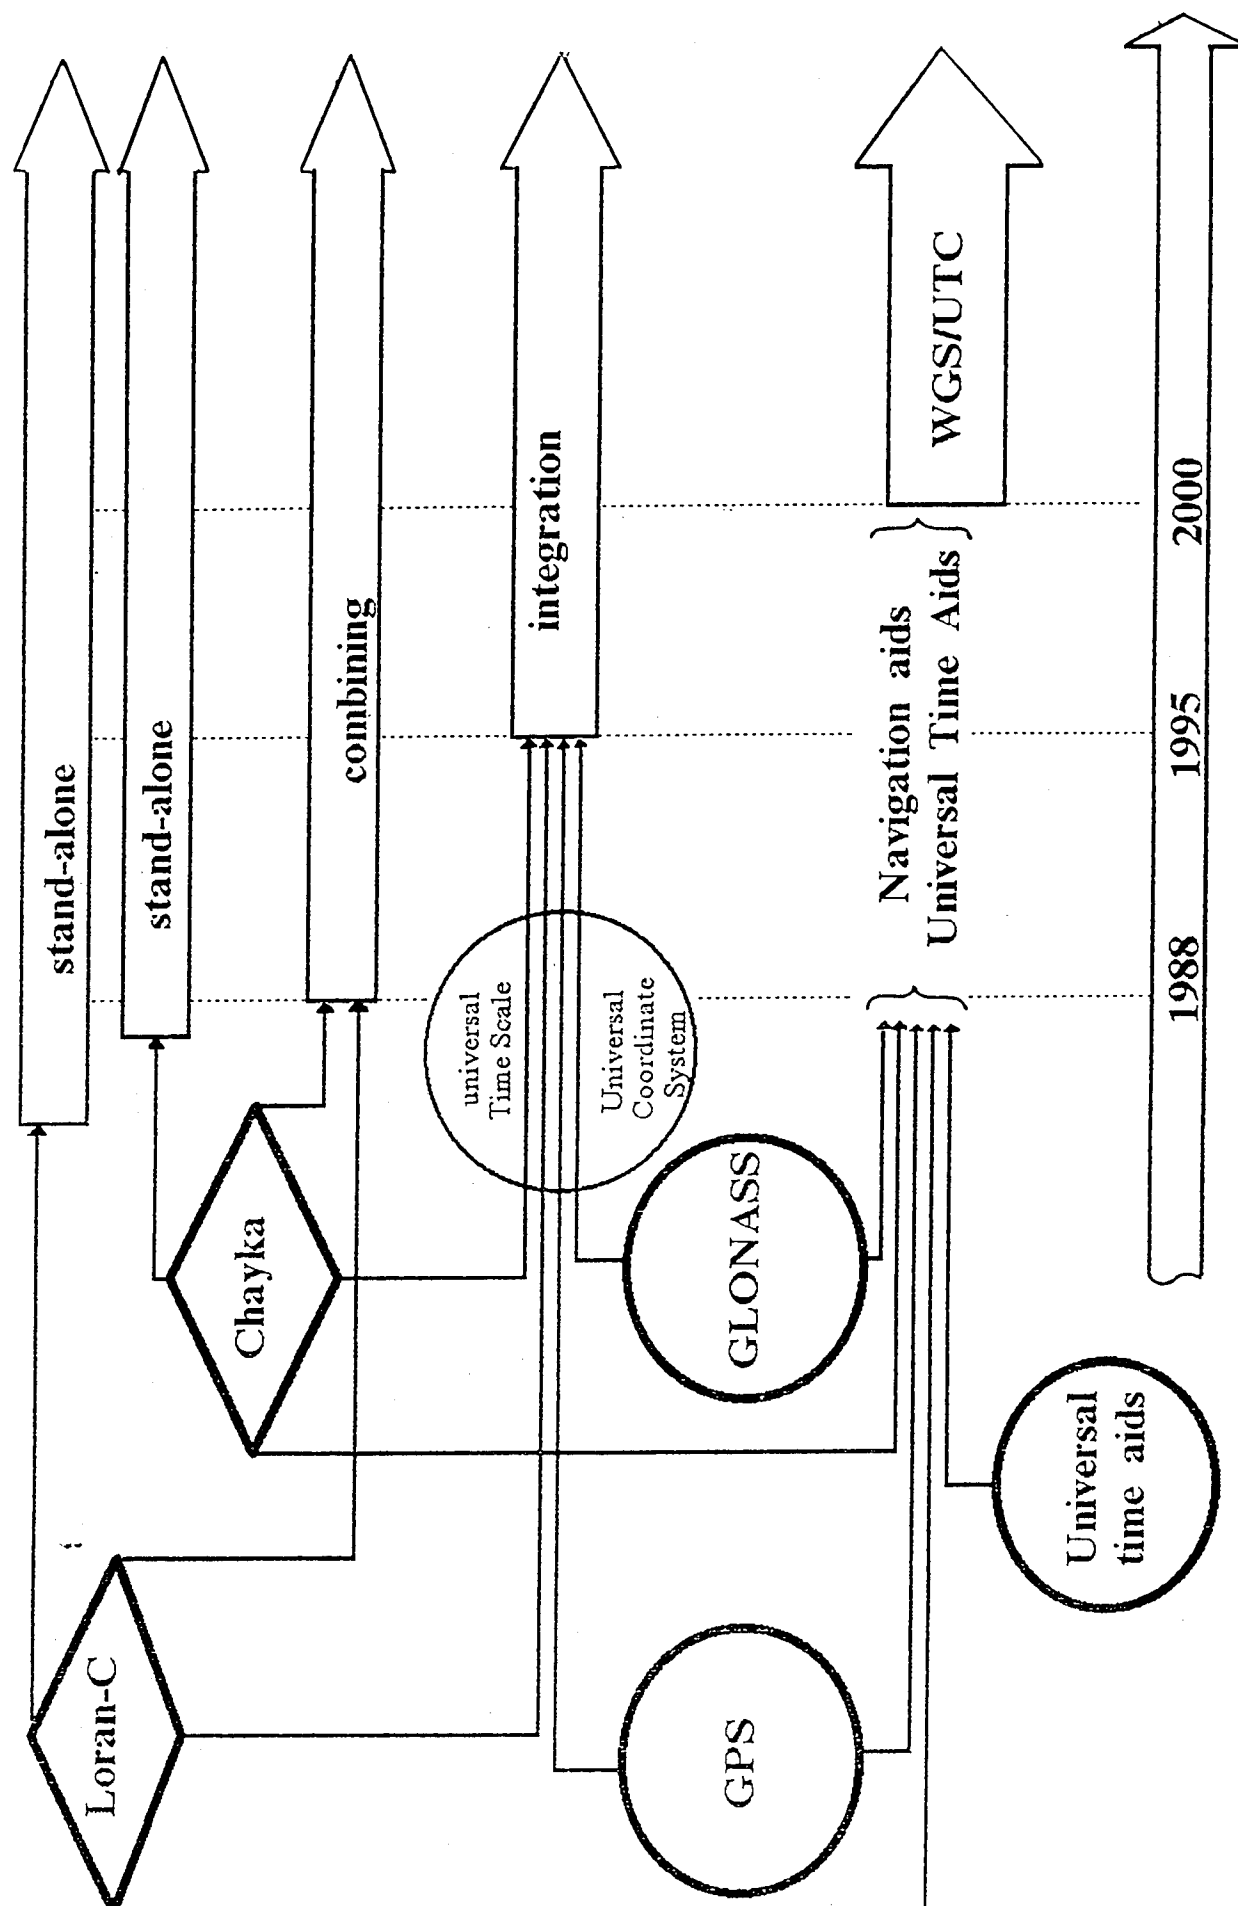 stand-alone
stand-alone
combining
integration
WGS/UTC
Navigation aids
Universal Time Aids
universal
Time Scale
Universal
Coordinate
System
Loran-C
Chayka
GPS
GLONASS
Universal
time aids
1988
1995
2000